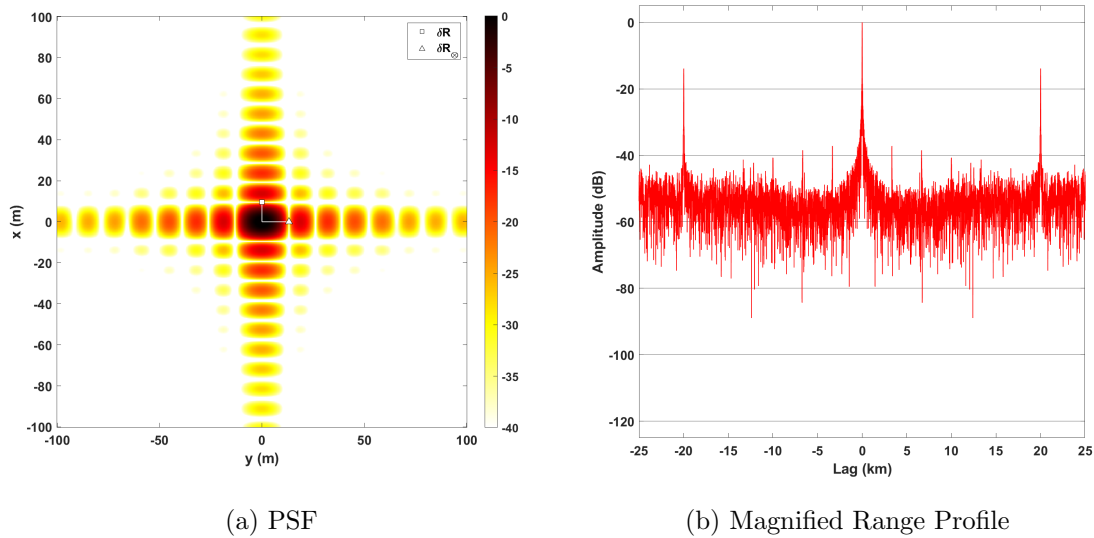 100
80
60
40
20
0
-20
-40
-60
-80
-100
x (m)
-100 -50 0 50 100
y (m)
δR
δR⊗
0
-5
-10
-15
-20
-25
-30
-35
-40
(a) PSF
0
-20
-40
-60
-80
-100
-120
Amplitude (dB)
-25 -20 -15 -10 -5 0 5 10 15 20 25
Lag (km)
(b) Magnified Range Profile